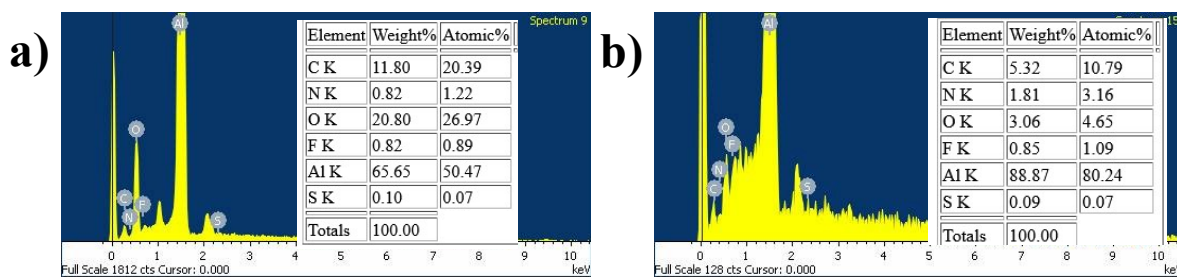 a)
Spectrum 9
Al
O
C
F
N
S
Element Weight% Atomic%
C K 11.80 20.39
N K 0.82 1.22
O K 20.80 26.97
F K 0.82 0.89
Al K 65.65 50.47
S K 0.10 0.07
Totals 100.00
0 1 2 3 4 5 6 7 8 9 10
Full Scale 1812 cts Cursor: 0.000 keV
b)
Al
O
F
N
C
S
Element Weight% Atomic%
C K 5.32 10.79
N K 1.81 3.16
O K 3.06 4.65
F K 0.85 1.09
Al K 88.87 80.24
S K 0.09 0.07
Totals 100.00
0 1 2 3 4 5 6 7 8 9 10
Full Scale 128 cts Cursor: 0.000 keV